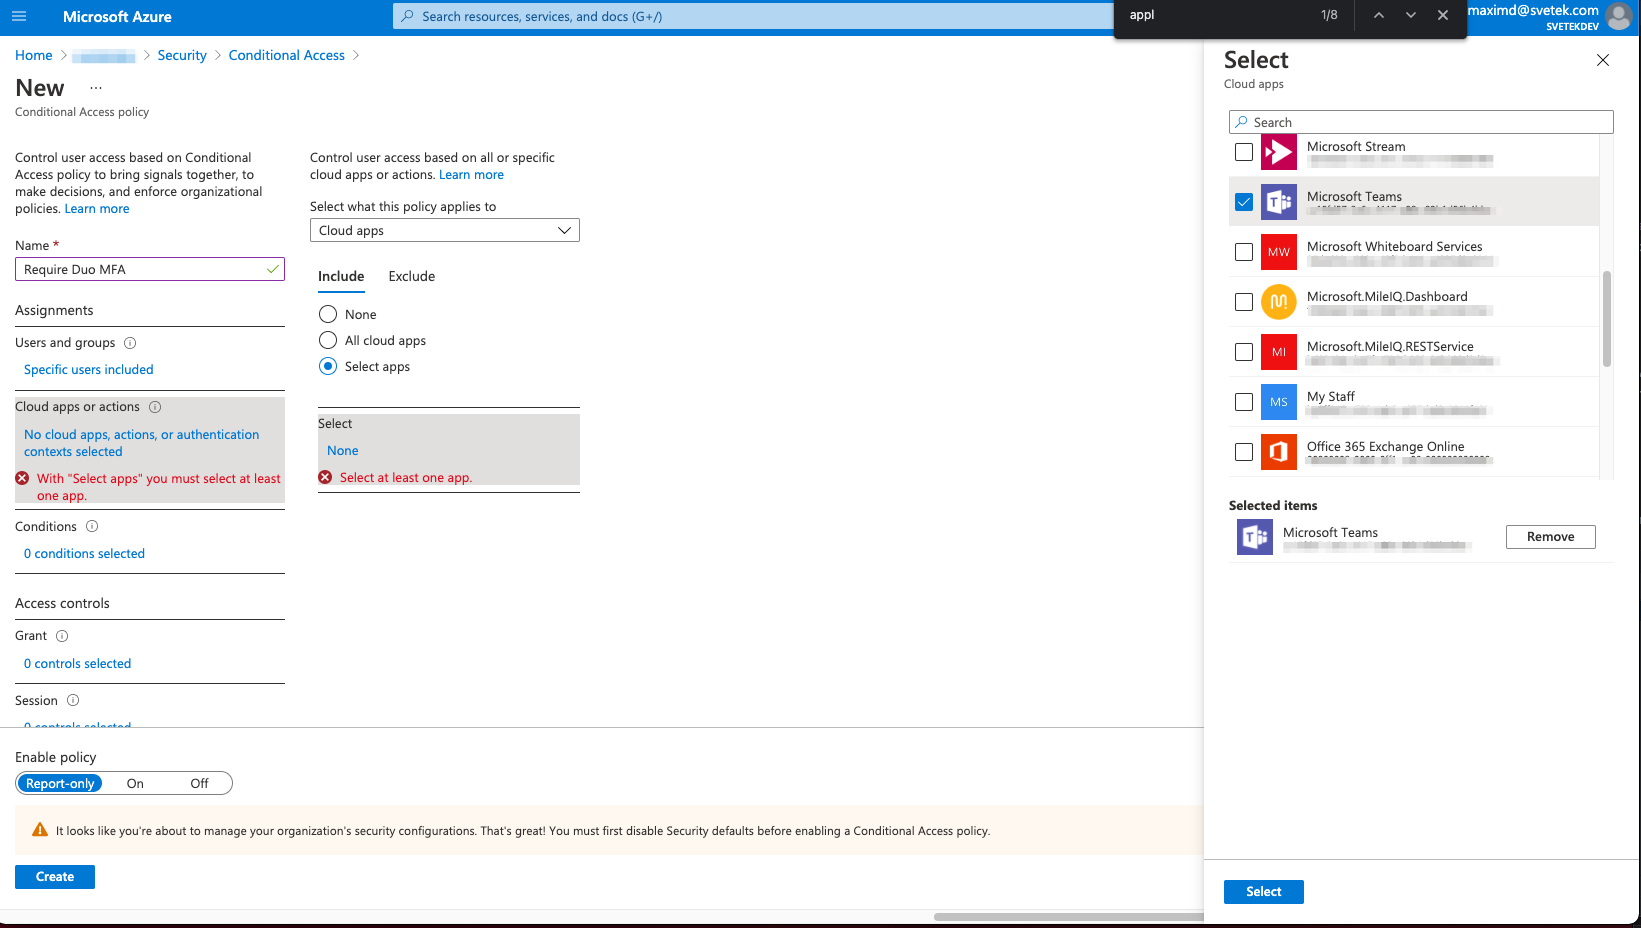 Microsoft Azure
Search resources, services, and docs (G+/)
appl
1/8
maximd@svetek.com
SVETEKDEV
Home
Security
Conditional Access
New
...
Conditional Access policy
Control user access based on Conditional
Access policy to bring signals together, to
make decisions, and enforce organizational
policies. Learn more
Name *
Require Duo MFA
Assignments
Users and groups
Specific users included
Cloud apps or actions
No cloud apps, actions, or authentication
contexts selected
With "Select apps" you must select at least
one app.
Conditions
0 conditions selected
Access controls
Grant
0 controls selected
Session
0 controls selected
Control user access based on all or specific
cloud apps or actions. Learn more
Select what this policy applies to
Cloud apps
Include
Exclude
None
All cloud apps
Select apps
Select
None
Select at least one app.
Enable policy
Report-only
On
Off
It looks like you're about to manage your organization's security configurations. That's great! You must first disable Security defaults before enabling a Conditional Access policy.
Create
Select
Cloud apps
Search
Microsoft Stream
Microsoft Teams
MW
Microsoft Whiteboard Services
Microsoft.MileIQ.Dashboard
MI
Microsoft.MileIQ.RESTService
MS
My Staff
Office 365 Exchange Online
Selected items
Microsoft Teams
Remove
Select